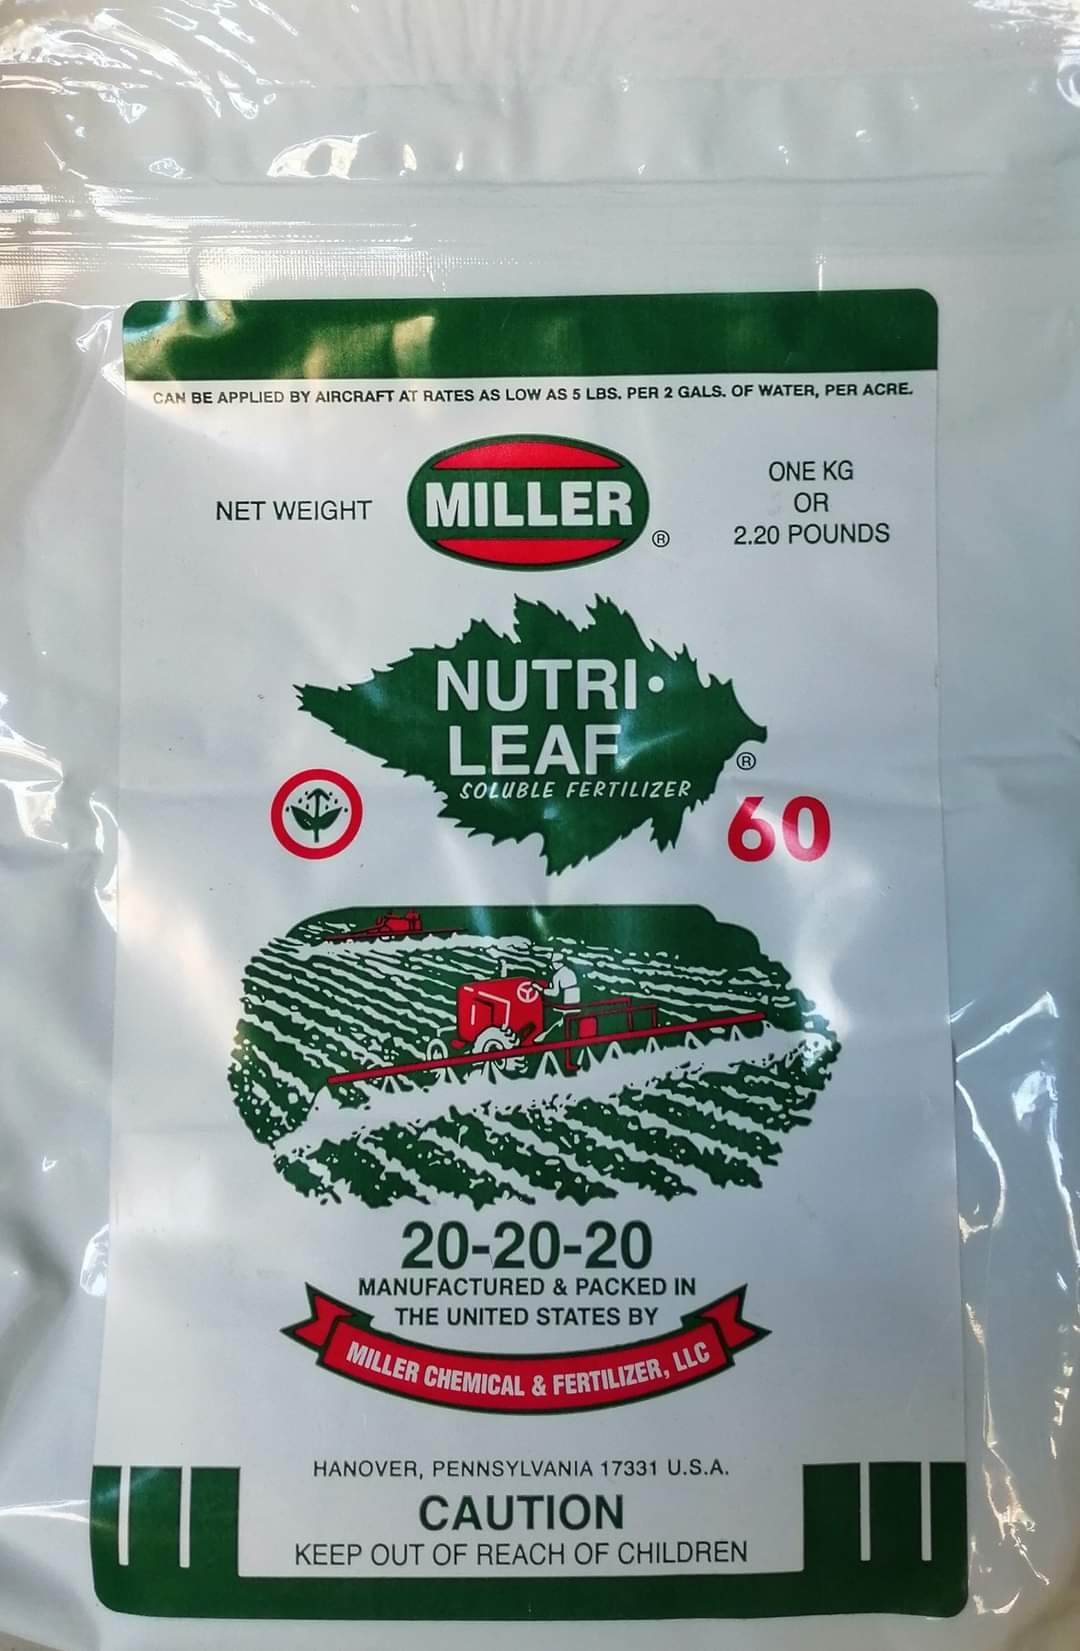 CAN BE APPLIED BY AIRCRAFT AT RATES AS LOW AS 5 LBS. PER 2 GALS. OF WATER, PER ACRE.
NET WEIGHT
MILLER
®
ONE KG
OR
2.20 POUNDS
NUTRI•
LEAF
®
SOLUBLE FERTILIZER
60
20-20-20
MANUFACTURED & PACKED IN
THE UNITED STATES BY
MILLER CHEMICAL & FERTILIZER, LLC
HANOVER, PENNSYLVANIA 17331 U.S.A.
CAUTION
KEEP OUT OF REACH OF CHILDREN